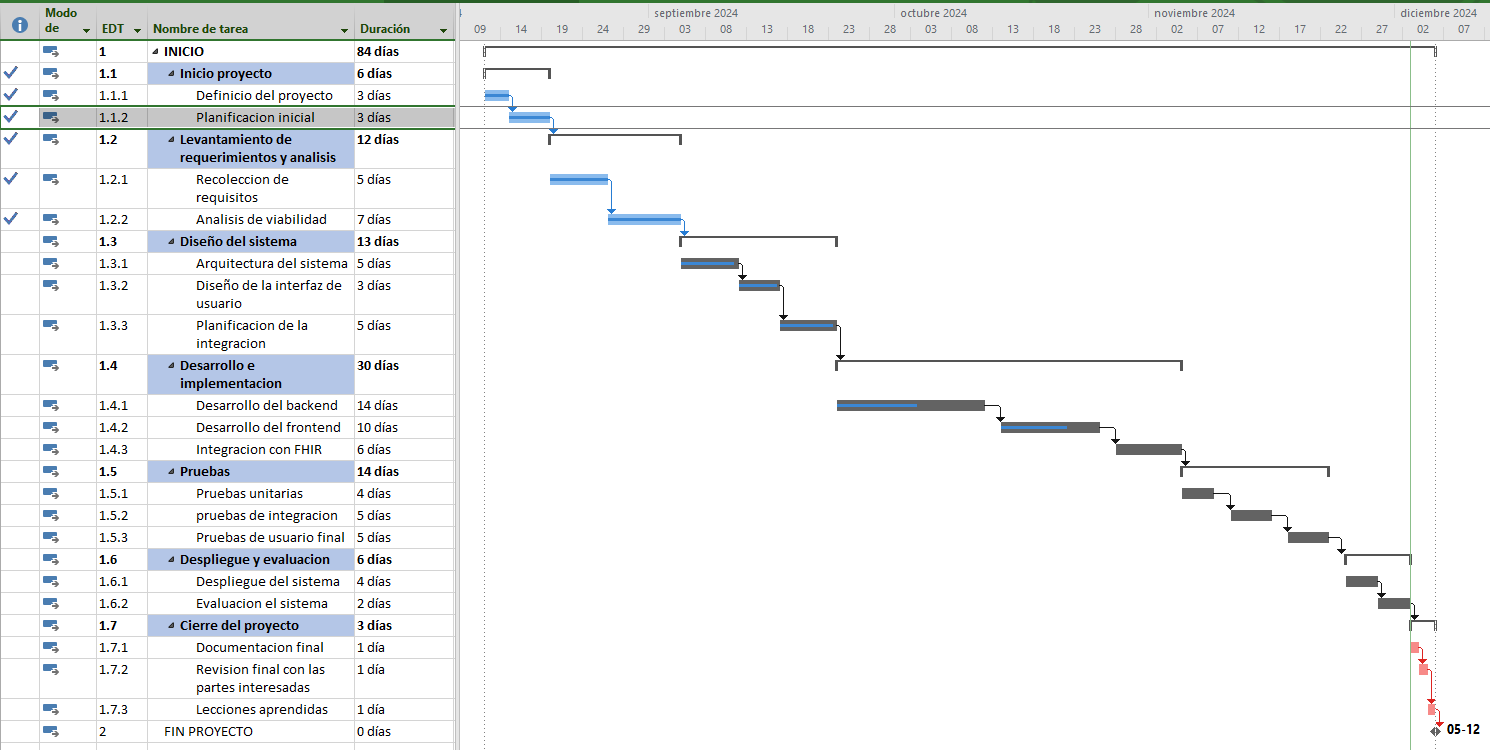 Modo de EDT Nombre de tarea Duración
septiembre 2024 octubre 2024 noviembre 2024 diciembre 2024
09 14 19 24 29 03 08 13 18 23 28 03 08 13 18 23 28 02 07 12 17 22 27 02 07
1 INICIO 84 días
1.1 Inicio proyecto 6 días
1.1.1 Definicio del proyecto 3 días
1.1.2 Planificacion inicial 3 días
1.2 Levantamiento de 12 días
requerimientos y analisis
1.2.1 Recoleccion de 5 días
requisitos
1.2.2 Analisis de viabilidad 7 días
1.3 Diseño del sistema 13 días
1.3.1 Arquitectura del sistema 5 días
1.3.2 Diseño de la interfaz de 3 días
usuario
1.3.3 Planificacion de la 5 días
integracion
1.4 Desarrollo e 30 días
implementacion
1.4.1 Desarrollo del backend 14 días
1.4.2 Desarrollo del frontend 10 días
1.4.3 Integracion con FHIR 6 días
1.5 Pruebas 14 días
1.5.1 Pruebas unitarias 4 días
1.5.2 pruebas de integracion 5 días
1.5.3 Pruebas de usuario final 5 días
1.6 Despliegue y evaluacion 6 días
1.6.1 Despliegue del sistema 4 días
1.6.2 Evaluacion el sistema 2 días
1.7 Cierre del proyecto 3 días
1.7.1 Documentacion final 1 día
1.7.2 Revision final con las 1 día
partes interesadas
1.7.3 Lecciones aprendidas 1 día
2 FIN PROYECTO 0 días 05-12